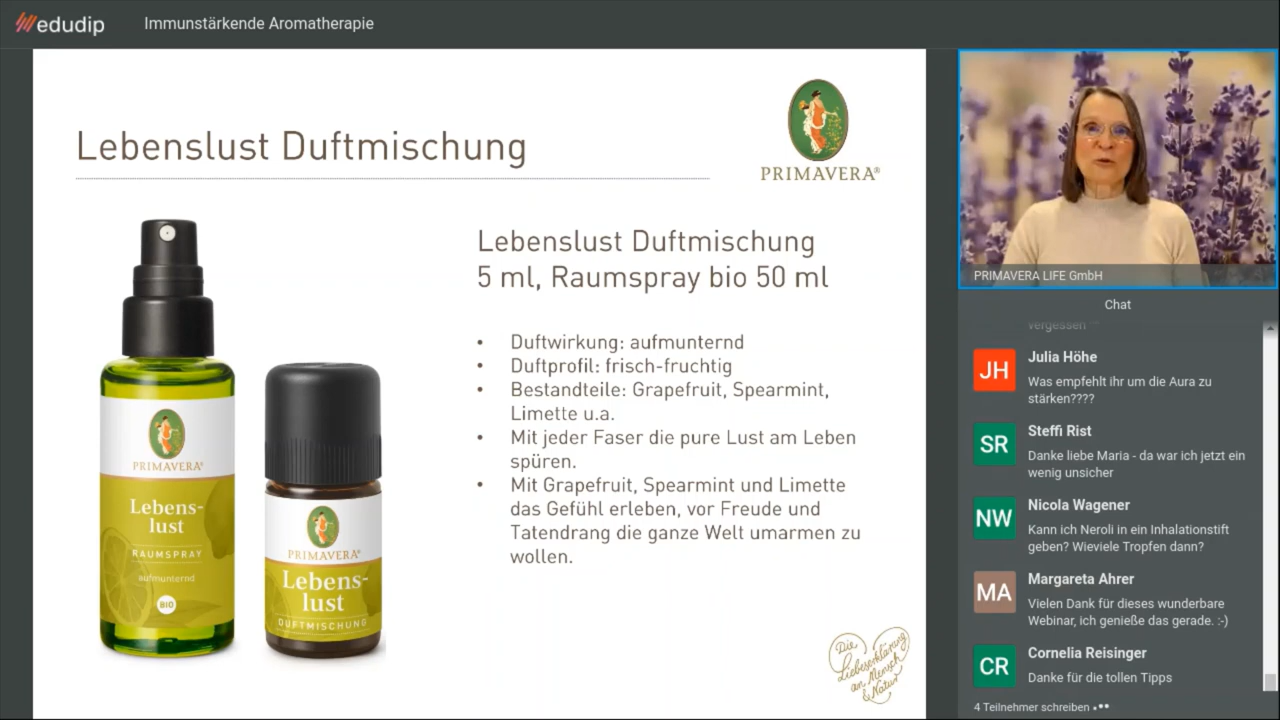 edudip
Immunstärkende Aromatherapie
Lebenslust Duftmischung
PRIMAVERA®
Lebenslust Duftmischung
5 ml, Raumspray bio 50 ml
• Duftwirkung: aufmunternd
• Duftprofil: frisch-fruchtig
• Bestandteile: Grapefruit, Spearmint,
Limette u.a.
• Mit jeder Faser die pure Lust am Leben
spüren.
• Mit Grapefruit, Spearmint und Limette
das Gefühl erleben, vor Freude und
Tatendrang die ganze Welt umarmen zu
wollen.
PRIMAVERA®
Lebens-
lust
RAUMSPRAY
aufmunternd
BIO
PRIMAVERA®
Lebens-
lust
DUFTMISCHUNG
Die
Liebeserklärung
an Mensch
& Natur
PRIMAVERA LIFE GmbH
Chat
vergessen
JH
Julia Höhe
Was empfehlt ihr um die Aura zu
stärken????
SR
Steffi Rist
Danke liebe Maria - da war ich jetzt ein
wenig unsicher
NW
Nicola Wagener
Kann ich Neroli in ein Inhalationstift
geben? Wieviele Tropfen dann?
MA
Margareta Ahrer
Vielen Dank für dieses wunderbare
Webinar, ich genieße das gerade. :-)
CR
Cornelia Reisinger
Danke für die tollen Tipps
4 Teilnehmer schreiben